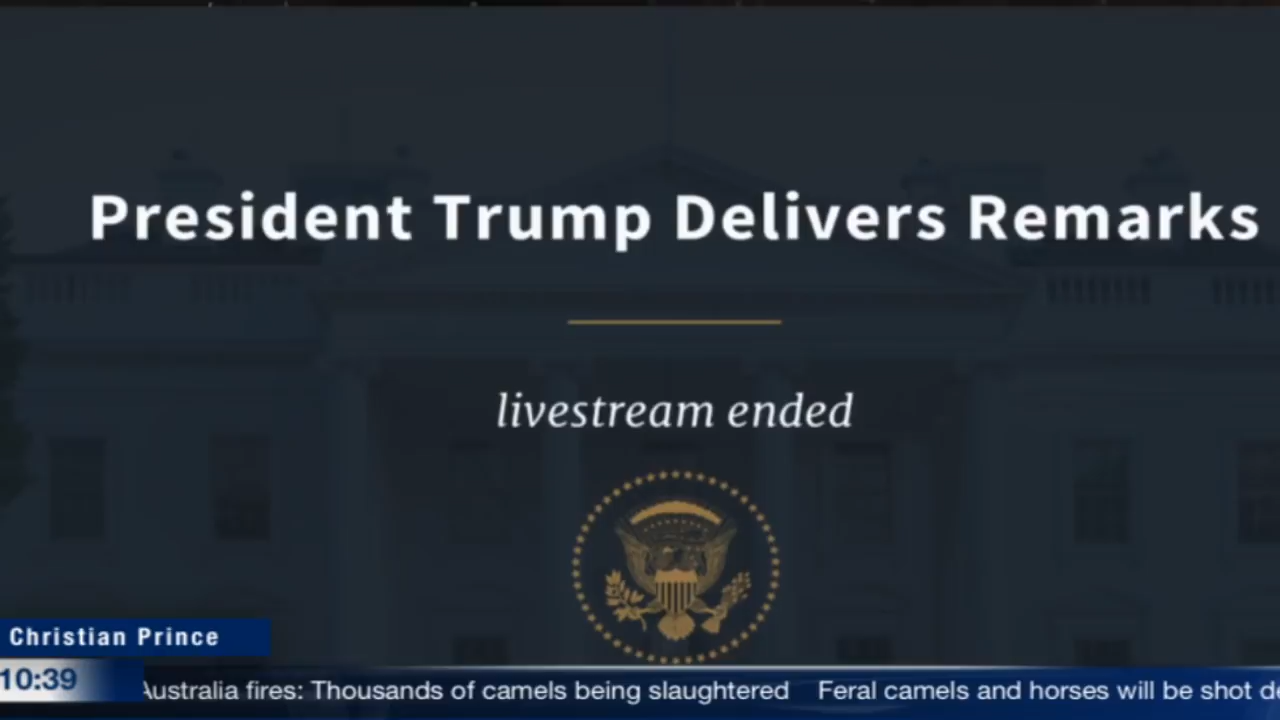 President Trump Delivers Remarks
livestream ended
Christian Prince
10:39
Australia fires: Thousands of camels being slaughtered Feral camels and horses will be shot de